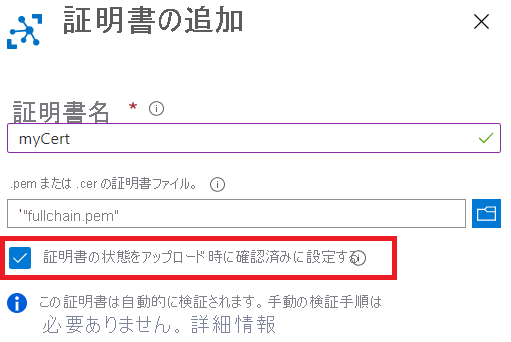 証明書の追加
証明書名 *
myCert
.pem または .cer の証明書ファイル。
'"fullchain.pem"
証明書の状態をアップロード時に確認済みに設定する
この証明書は自動的に検証されます。手動の検証手順は
必要ありません。詳細情報